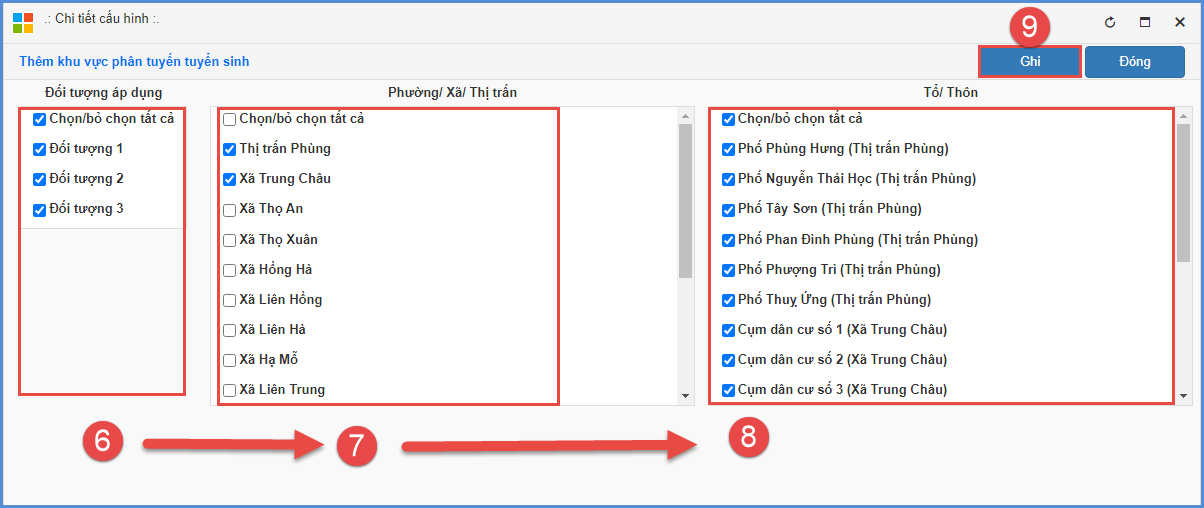 .: Chi tiết cấu hình :.
9
Thêm khu vực phân tuyến tuyển sinh
Ghi
Đóng
Đối tượng áp dụng
Chọn/bỏ chọn tất cả
Đối tượng 1
Đối tượng 2
Đối tượng 3
Phường/ Xã/ Thị trấn
Chọn/bỏ chọn tất cả
Thị trấn Phùng
Xã Trung Châu
Xã Thọ An
Xã Thọ Xuân
Xã Hồng Hà
Xã Liên Hồng
Xã Liên Hà
Xã Hạ Mỗ
Xã Liên Trung
Tổ/ Thôn
Chọn/bỏ chọn tất cả
Phố Phùng Hưng (Thị trấn Phùng)
Phố Nguyễn Thái Học (Thị trấn Phùng)
Phố Tây Sơn (Thị trấn Phùng)
Phố Phan Đình Phùng (Thị trấn Phùng)
Phố Phượng Trì (Thị trấn Phùng)
Phố Thuỵ Ứng (Thị trấn Phùng)
Cụm dân cư số 1 (Xã Trung Châu)
Cụm dân cư số 2 (Xã Trung Châu)
Cụm dân cư số 3 (Xã Trung Châu)
6
7
8